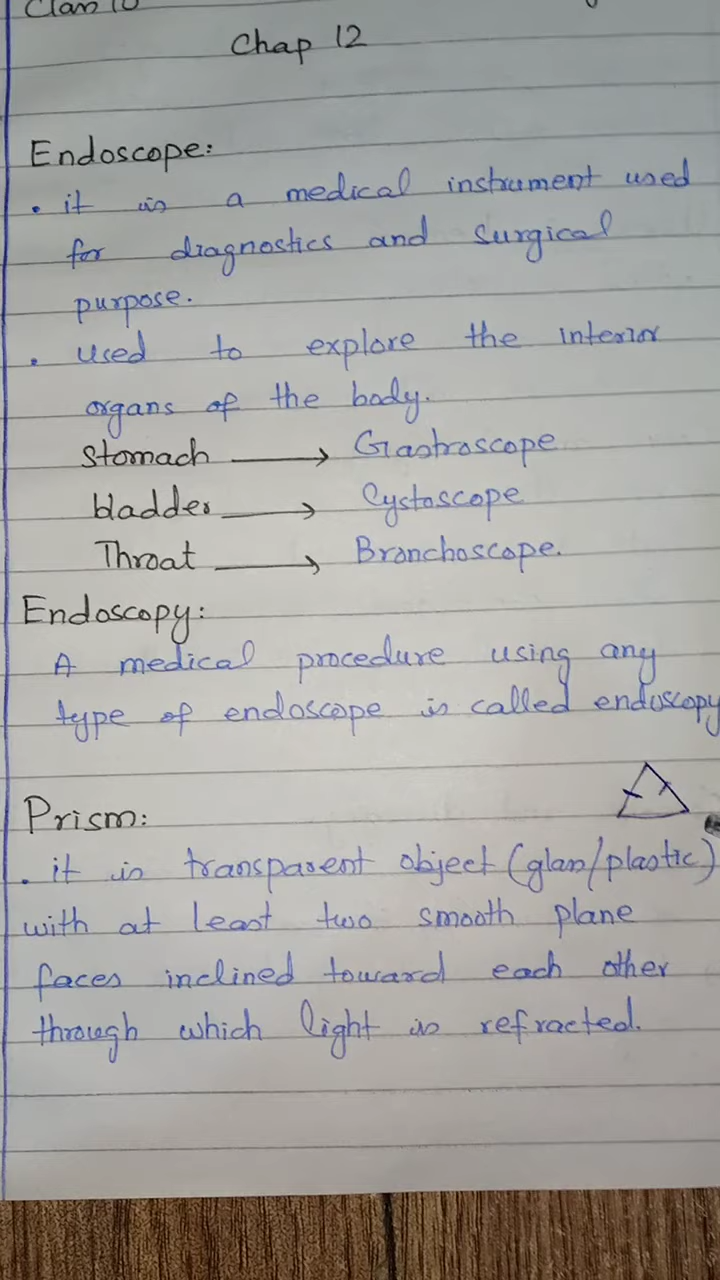 Class 10
Chap 12
Endoscope:
• it is a medical instrument used
for diagnostics and surgical
purpose.
• used to explore the interior
organs of the body.
Stomach → Gastroscope
bladder → Cystoscope
Throat → Bronchoscope.
Endoscopy:
A medical procedure using any
type of endoscope is called endoscopy
Prism:
• it is transparent object (glass/plastic)
with at least two smooth plane
faces inclined toward each other
through which light is refracted.